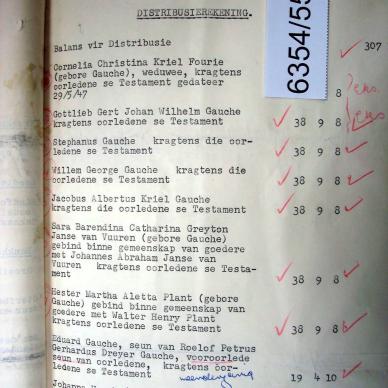 DISTRIBUSIEREKENING.
6354/55
Balans vir Distribusie 307
Cornelia Christina Kriel Fourie
(gebore Gauche), weduwee, kragtens
oorledene se Testament gedateer
29/5/47 8
Gottlieb Gert Johan Wilhelm Gauche
kragtens oorledene se Testament 38 9 8
Stephanus Gauche kragtens die oor-
ledene se Testament 38 9 8
Willem George Gauche kragtens die
oorledene se Testament 38 9 8
Jacobus Albertus Kriel Gauche
kragtens die oorledene se Testament 38 9 8
Sara Barendina Catharina Greyton
Janse van Vuuren (gebore Gauche)
gebind binne gemeenskap van goedere
met Johannes Abraham Janse van
Vuuren kragtens oorledene se Testa-
ment 38 9 8
Hester Martha Aletta Plant (gebore
Gauche) gebind binne gemeenskap van
goedere met Walter Henry Plant
kragtens oorledene se Testament 38 9 8
Eduard Gauche, seun van Roelof Petrus
Gerhardus Dreyer Gauche, vooroorlede
seun van oorledene, kragtens oor-
ledene se Testament 19 4 10